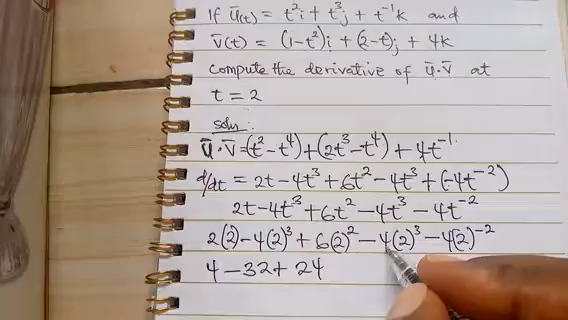 If ū(t) = t²i + t³j + t⁻¹k and
v̄(t) = (1-t²)i + (2-t)j + 4k
compute the derivative of ū.v̄ at
t = 2
soln:
ū.v̄ = (t² - t⁴) + (2t³ - t⁴) + 4t⁻¹
d/dt = 2t - 4t³ + 6t² - 4t³ + (-4t⁻²)
2t - 4t³ + 6t² - 4t³ - 4t⁻²
2(2) - 4(2)³ + 6(2)² - 4(2)³ - 4(2)⁻²
4 - 32 + 24